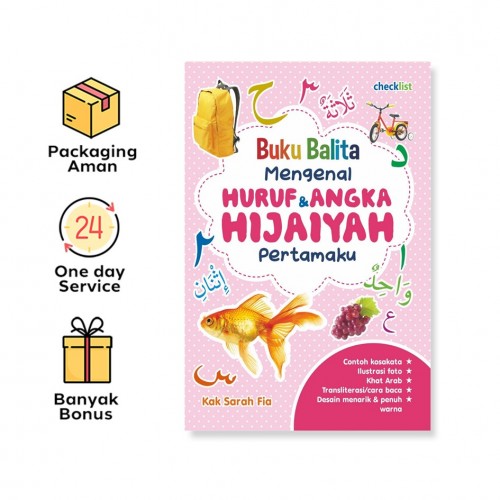 Packaging
Aman
24
One day
Service
Banyak
Bonus
checklist
ح
٣
ثَلَاثَةٌ
د
Buku Balita
Mengenal
HURUF & ANGKA
HIJAIYAH
Pertamaku
٢
إِثْنَانِ
١
وَاحِدٌ
ع
س
Contoh kosakata ★
Ilustrasi foto ★
Khat Arab ★
Transliterasi/cara baca ★
Desain menarik & penuh ★
warna
Kak Sarah Fia